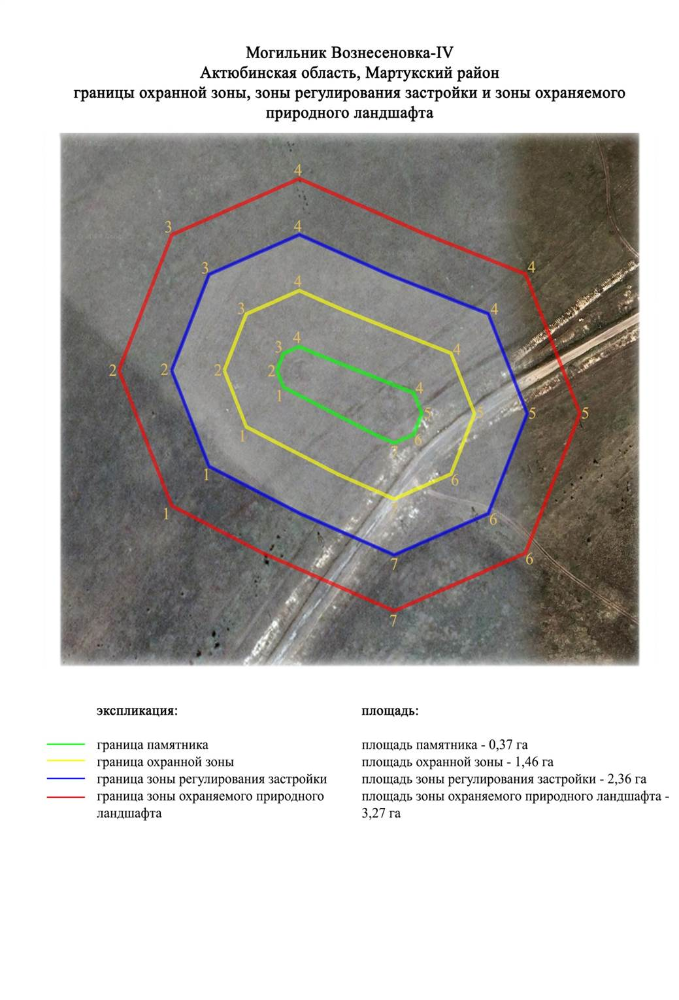 Могильник Вознесеновка-IV
Актюбинская область, Мартукский район
границы охранной зоны, зоны регулирования застройки и зоны охраняемого
природного ландшафта
4
3
4
4
3
4
4
3
4
4
3
4
2
2
2
2
4
1
5
5
5
5
1
6
7
1
6
1
7
6
7
6
7
экспликация:
площадь:
граница памятника
площадь памятника - 0,37 га
граница охранной зоны
площадь охранной зоны - 1,46 га
граница зоны регулирования застройки
площадь зоны регулирования застройки - 2,36 га
граница зоны охраняемого природного
ландшафта
площадь зоны охраняемого природного ландшафта -
3,27 га